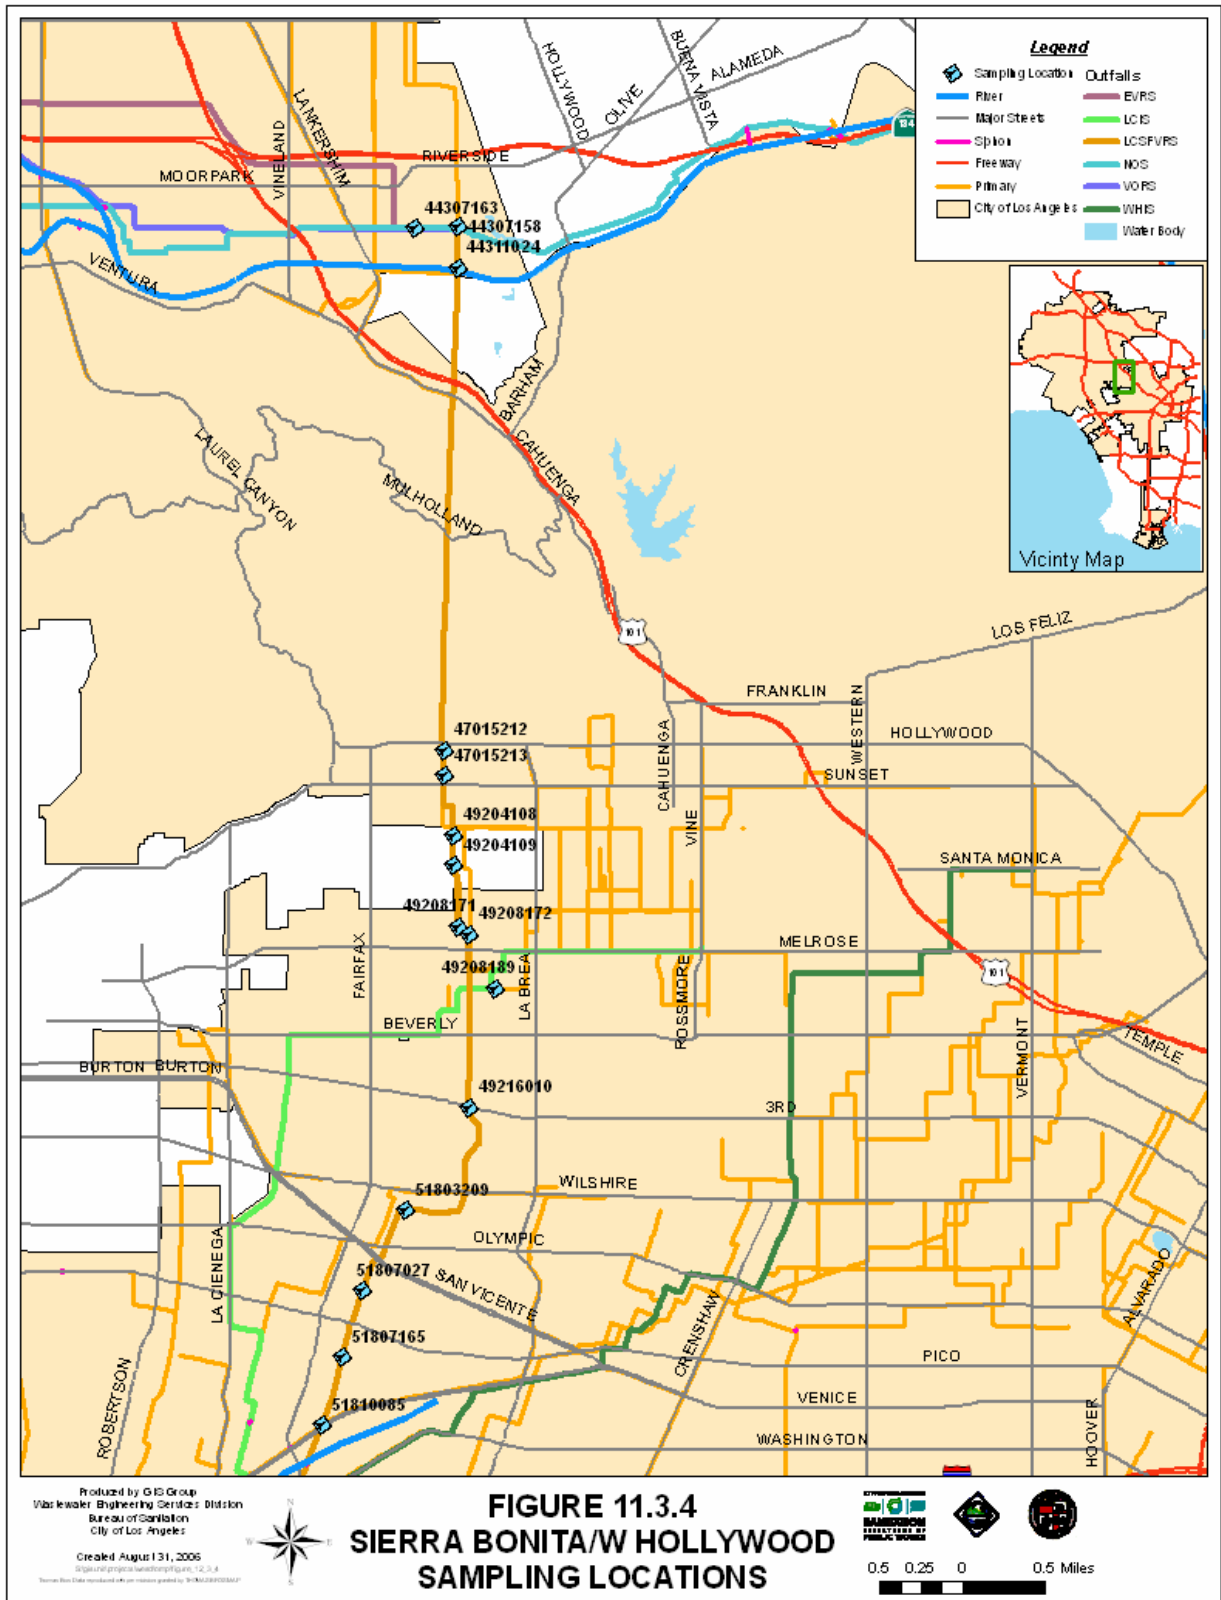 Legend
Sampling Location
River
Major Streets
Siphon
Freeway
Primary
City of Los Angeles
Outfalls
EVRS
LCIS
LCSFVRS
NOS
VORS
WHIS
Water Body
HOLLYWOOD
BUENA VISTA
ALAMEDA
OLIVE
134
LANKERSHIM
VINELAND
RIVERSIDE
MOORPARK
44307163
44307158
44311024
VENTURA
BARHAM
CAHUENGA
LAUREL CANYON
MULHOLLAND
Vicinty Map
101
LOS FELIZ
FRANKLIN
WESTERN
HOLLYWOOD
47015212
47015213
CAHUENGA
SUNSET
49204108
VINE
49204109
SANTA MONICA
49208171
49208172
FAIRFAX
MELROSE
49208189
LA BREA
ROSSMORE
101
BEVERLY
VERMONT
TEMPLE
BURTON
BURTON
49216010
3RD
51803209
WILSHIRE
OLYMPIC
LA CIENEGA
51807027
SAN VICENTE
ALVARADO
51807165
CRENSHAW
PICO
ROBERTSON
51810085
VENICE
WASHINGTON
HOOVER
Produced by GIS Group
Wastewater Engineering Services Division
Bureau of Sanitation
City of Los Angeles
Created August 31, 2006
N
W
E
S
FIGURE 11.3.4
SIERRA BONITA/W HOLLYWOOD
SAMPLING LOCATIONS
SANITATION
PUBLIC WORKS
0.5 0.25 0 0.5 Miles